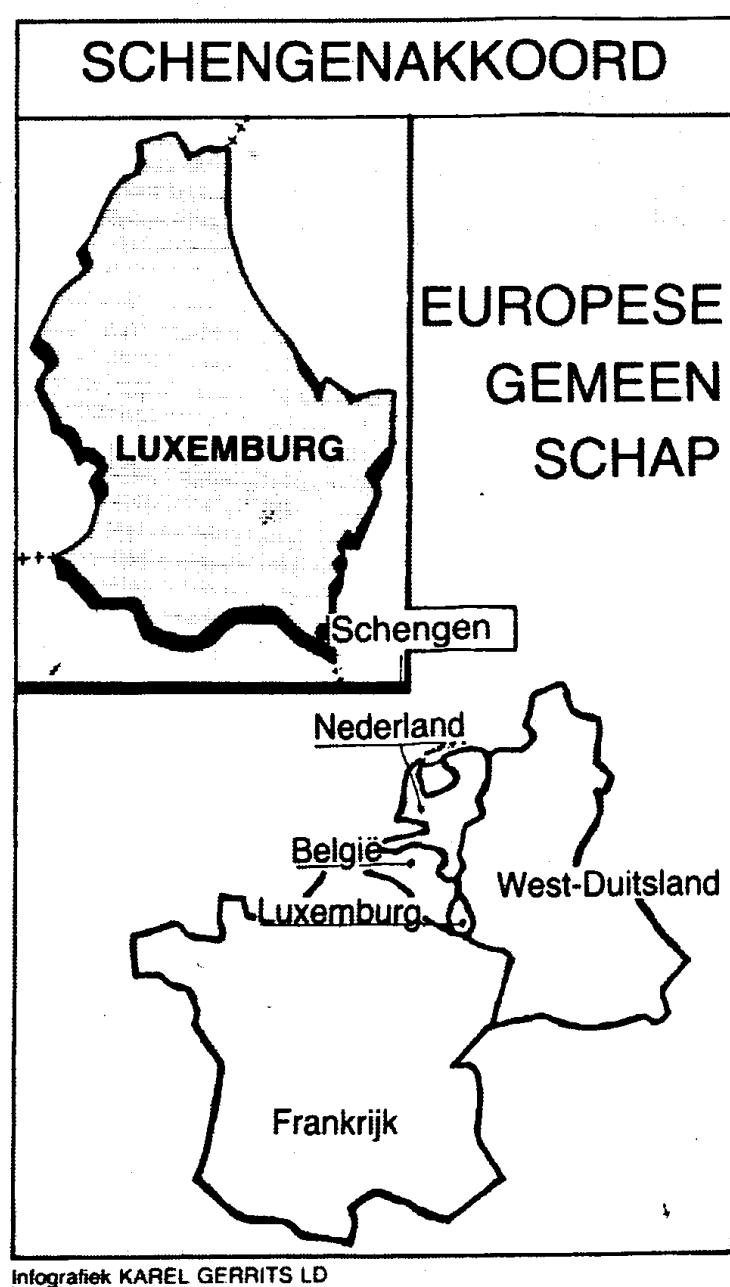 SCHENGENAKKOORD
EUROPESE
GEMEEN
SCHAP
LUXEMBURG
Schengen
Nederland
België
West-Duitsland
Luxemburg
Frankrijk
Infografiek KAREL GERRITS LD